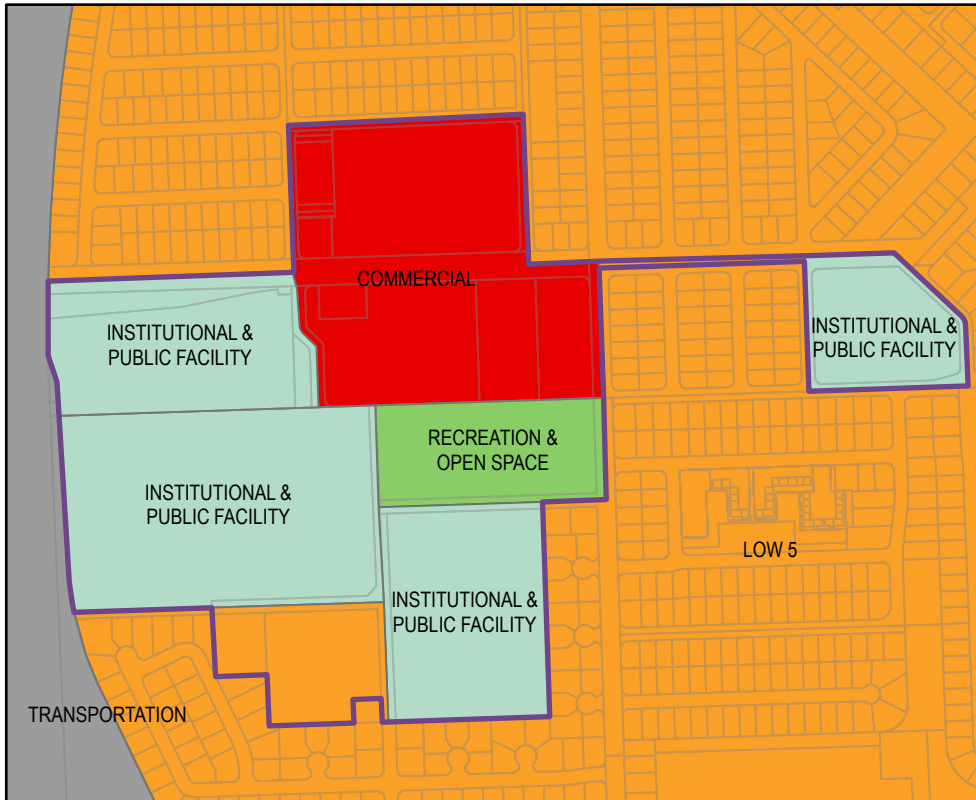 COMMERCIAL
INSTITUTIONAL &
PUBLIC FACILITY
INSTITUTIONAL &
PUBLIC FACILITY
RECREATION &
OPEN SPACE
INSTITUTIONAL &
PUBLIC FACILITY
LOW 5
INSTITUTIONAL &
PUBLIC FACILITY
TRANSPORTATION